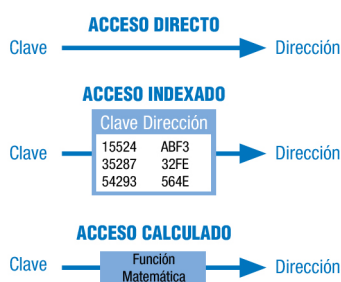 ACCESO DIRECTO
Clave Dirección
ACCESO INDEXADO
Clave Dirección
15524 ABF3
35287 32FE
54293 564E
Clave Dirección
ACCESO CALCULADO
Función
Matemática
Clave Dirección